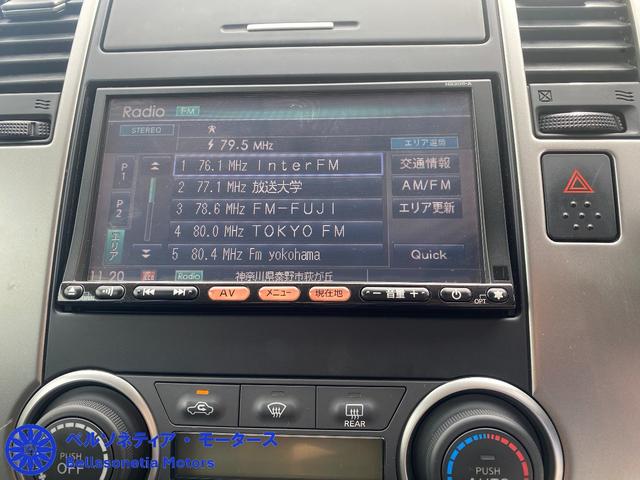 Radio FM
STEREO
79.5 MHz
エリア選局
1 76.1 MHz InterFM
交通情報
P1
2 77.1 MHz 放送大学
AM/FM
3 78.6 MHz FM-FUJI
エリア更新
P2
4 80.0 MHz TOKYO FM
エリア
5 80.4 MHz Fm yokohama
Quick
11:20
Radio
神奈川県秦野市萩が丘
AV
メニュー
現在地
− 音量 +
OPT
REAR
PUSH
OFF
PUSH
AUTO
ベルソネティア・モータース
Bellssonetia Motors